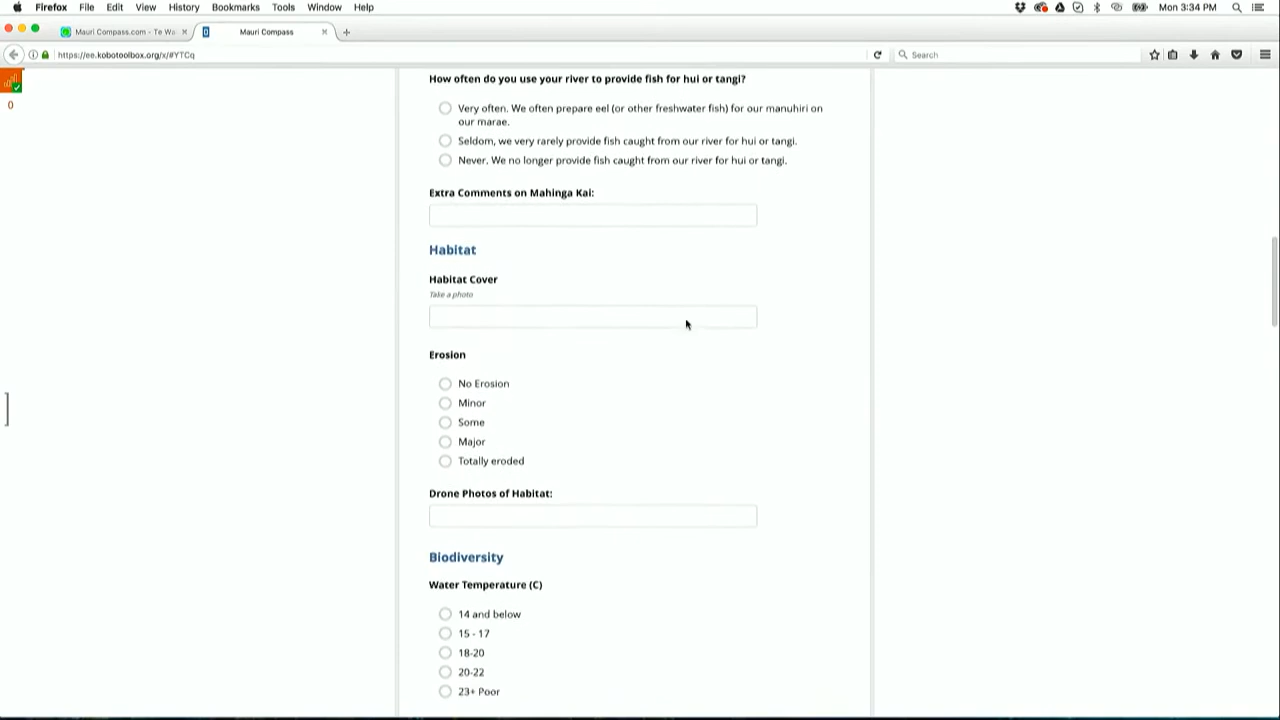 Firefox File Edit View History Bookmarks Tools Window Help Mon 3:34 PM
Mauri Compass.com - Te Wa Mauri Compass
https://ee.kobotoolbox.org/x/#YTCq Search
0
How often do you use your river to provide fish for hui or tangi?
Very often. We often prepare eel (or other freshwater fish) for our manuhiri on
our marae.
Seldom, we very rarely provide fish caught from our river for hui or tangi.
Never. We no longer provide fish caught from our river for hui or tangi.
Extra Comments on Mahinga Kai:
Habitat
Habitat Cover
Take a photo
Erosion
No Erosion
Minor
Some
Major
Totally eroded
Drone Photos of Habitat:
Biodiversity
Water Temperature (C)
14 and below
15 - 17
18-20
20-22
23+ Poor